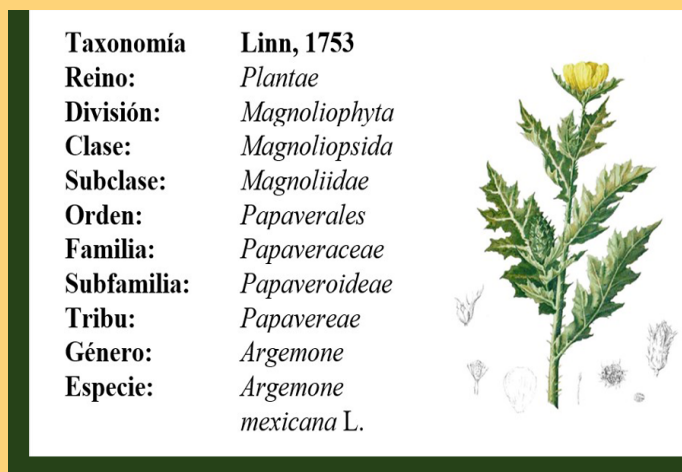 Taxonomía Linn, 1753
Reino: Plantae
División: Magnoliophyta
Clase: Magnoliopsida
Subclase: Magnoliidae
Orden: Papaverales
Familia: Papaveraceae
Subfamilia: Papaveroideae
Tribu: Papavereae
Género: Argemone
Especie: Argemone
mexicana L.